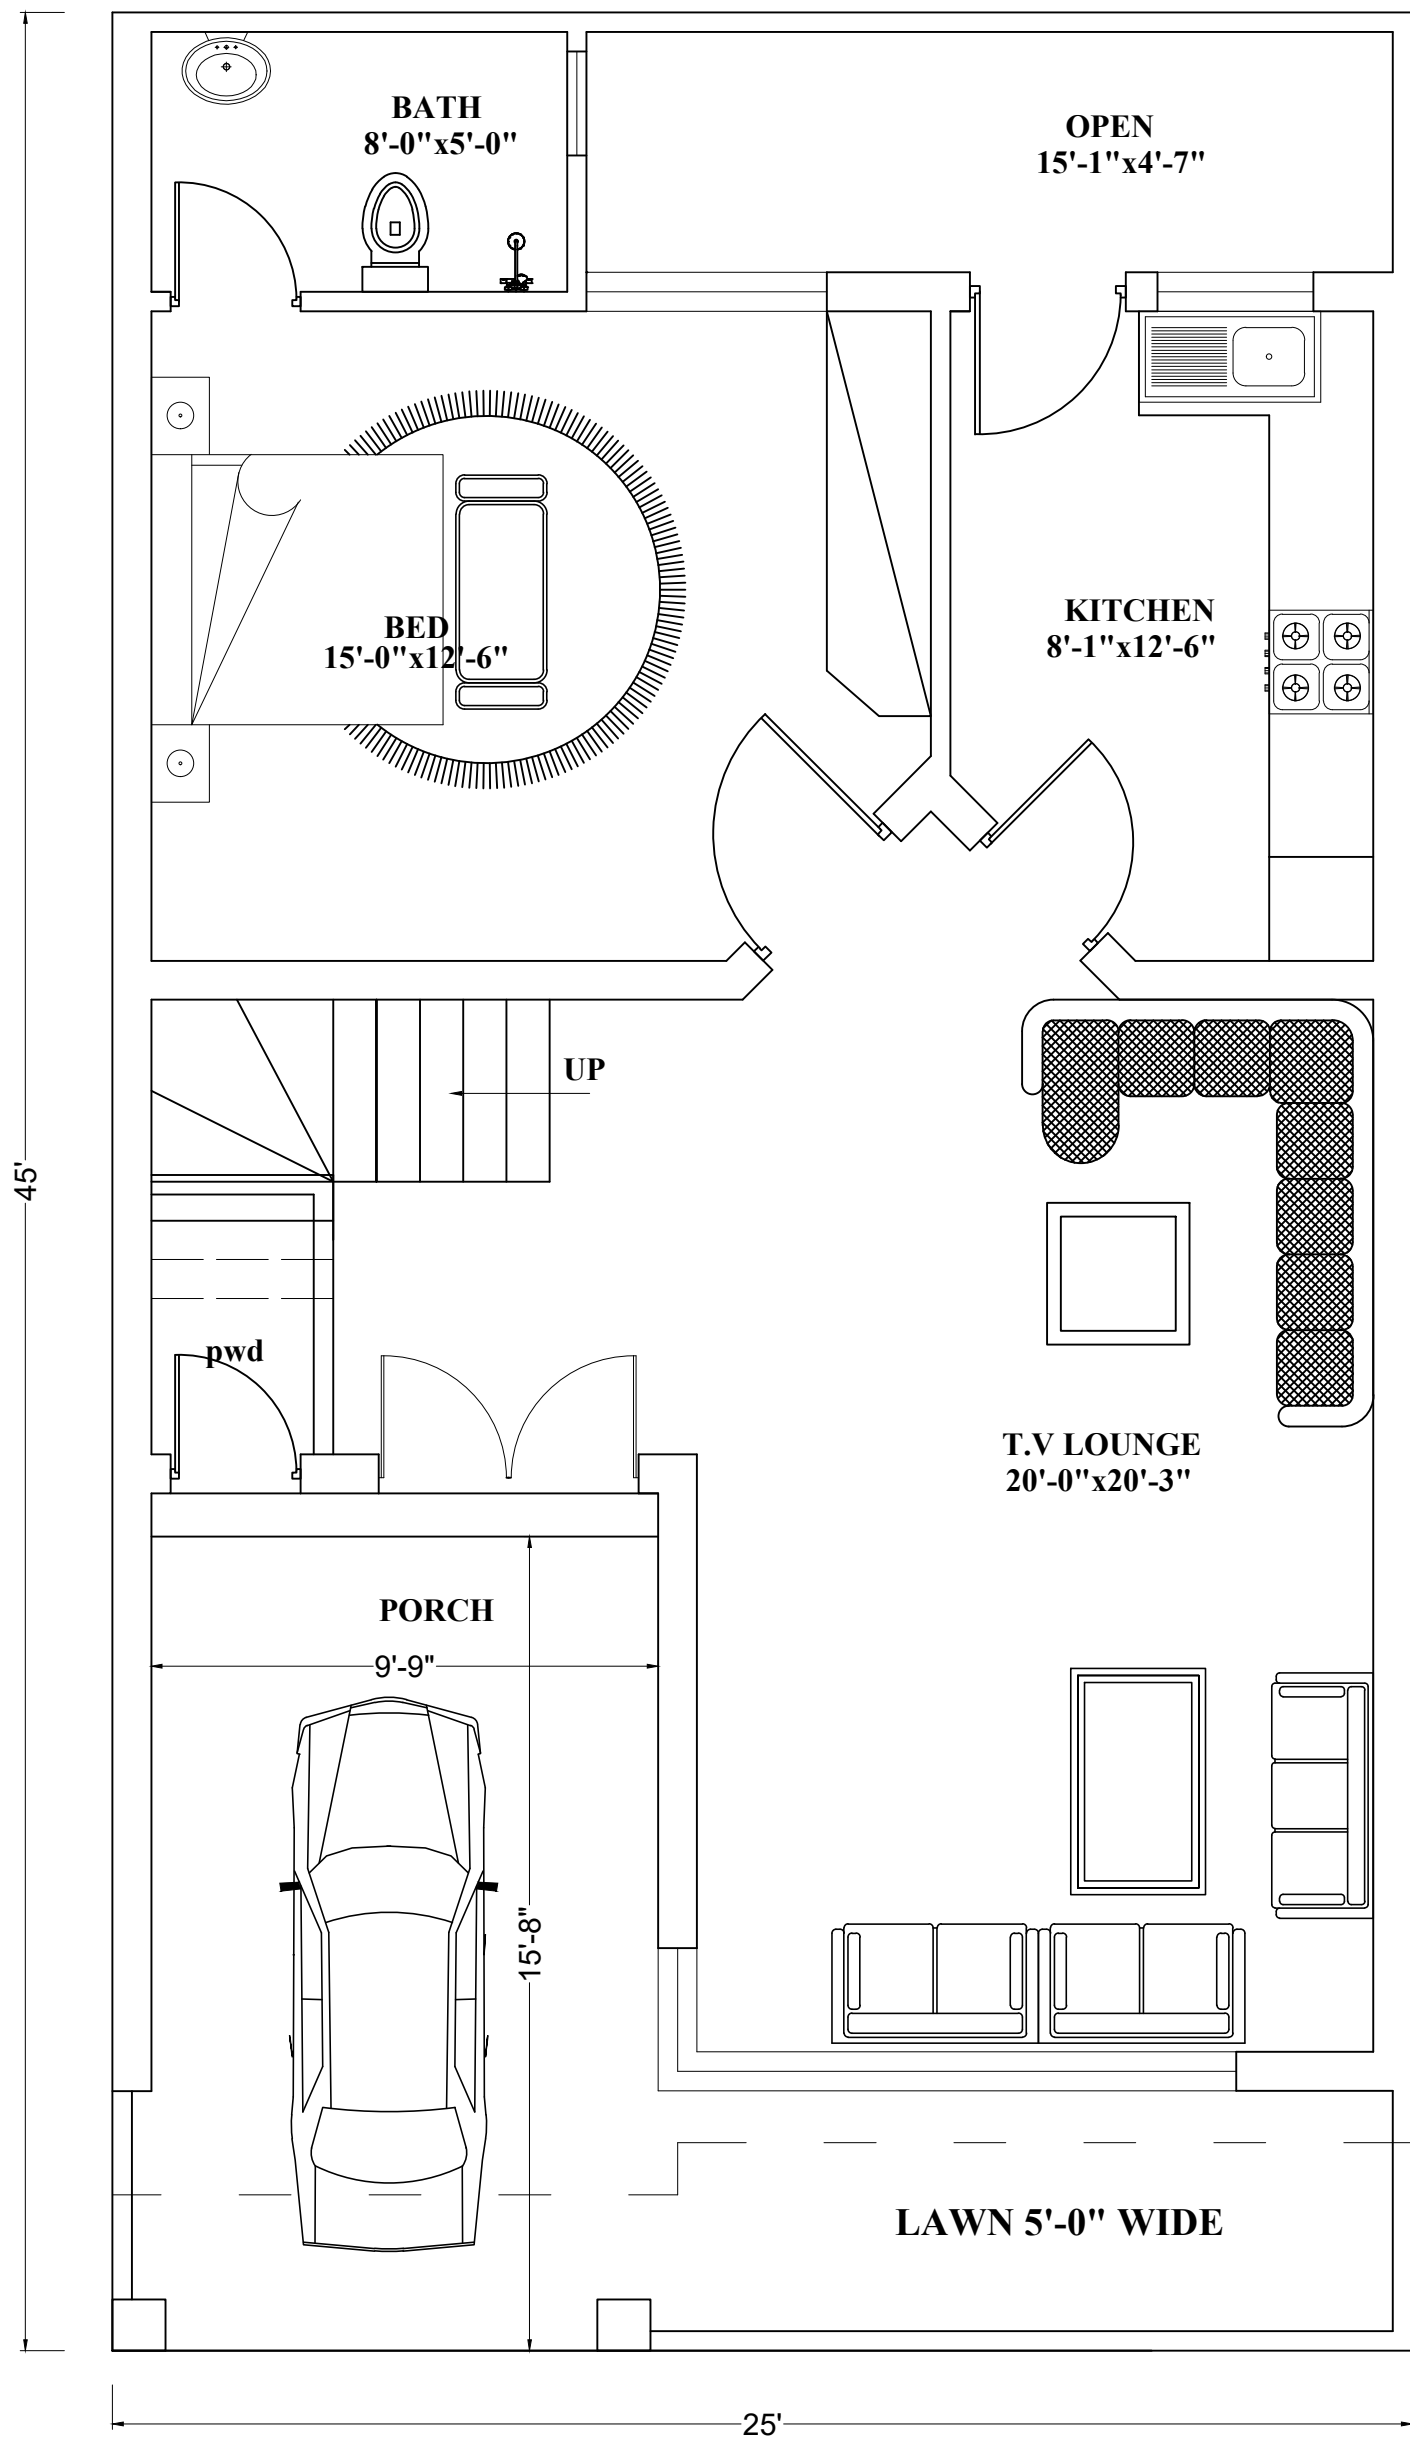 BATH
8'-0"x5'-0"
OPEN
15'-1"x4'-7"
BED
15'-0"x12'-6"
KITCHEN
8'-1"x12'-6"
UP
45'
pwd
T.V LOUNGE
20'-0"x20'-3"
PORCH
9'-9"
15'-8"
LAWN 5'-0" WIDE
25'